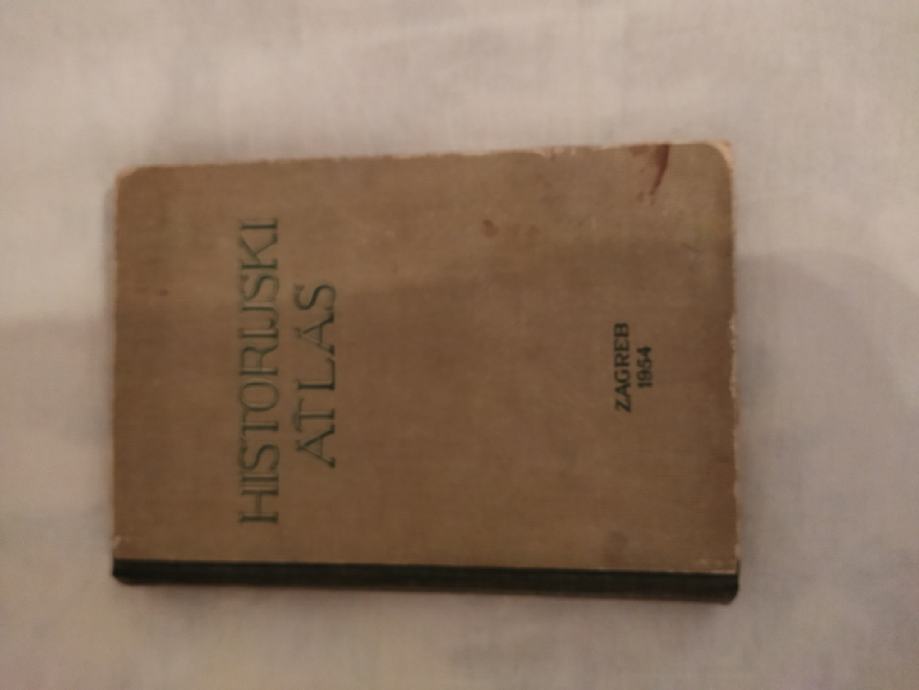 HISTORIJSKI
ATLAS
ZAGREB
1954